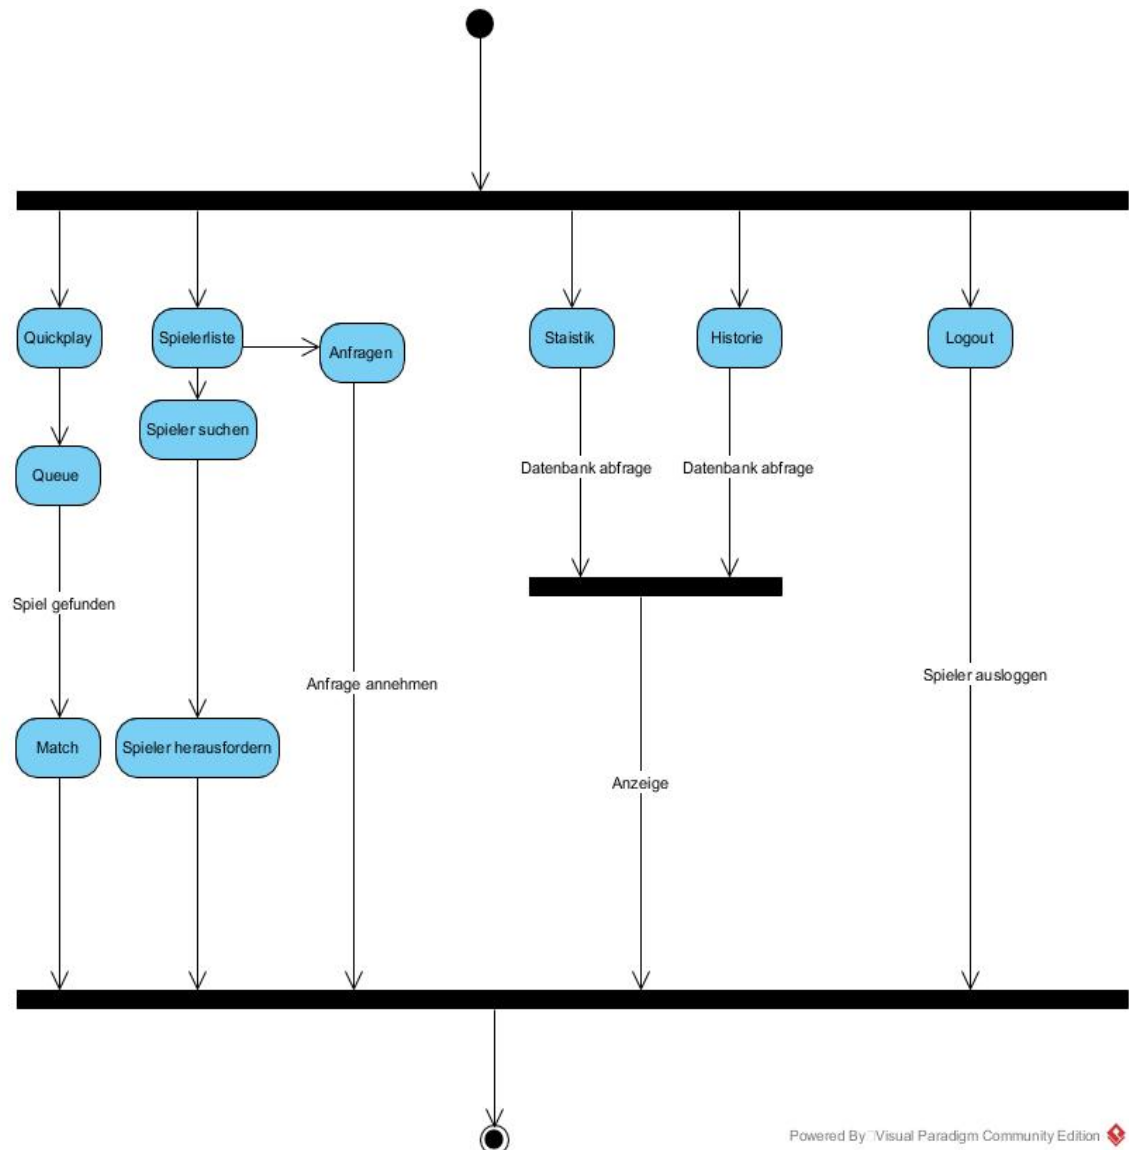 Quickplay
Spielerliste
Anfragen
Staistik
Historie
Logout
Spieler suchen
Queue
Datenbank abfrage
Datenbank abfrage
Spiel gefunden
Anfrage annehmen
Spieler ausloggen
Match
Spieler herausfordern
Anzeige
Powered By Visual Paradigm Community Edition